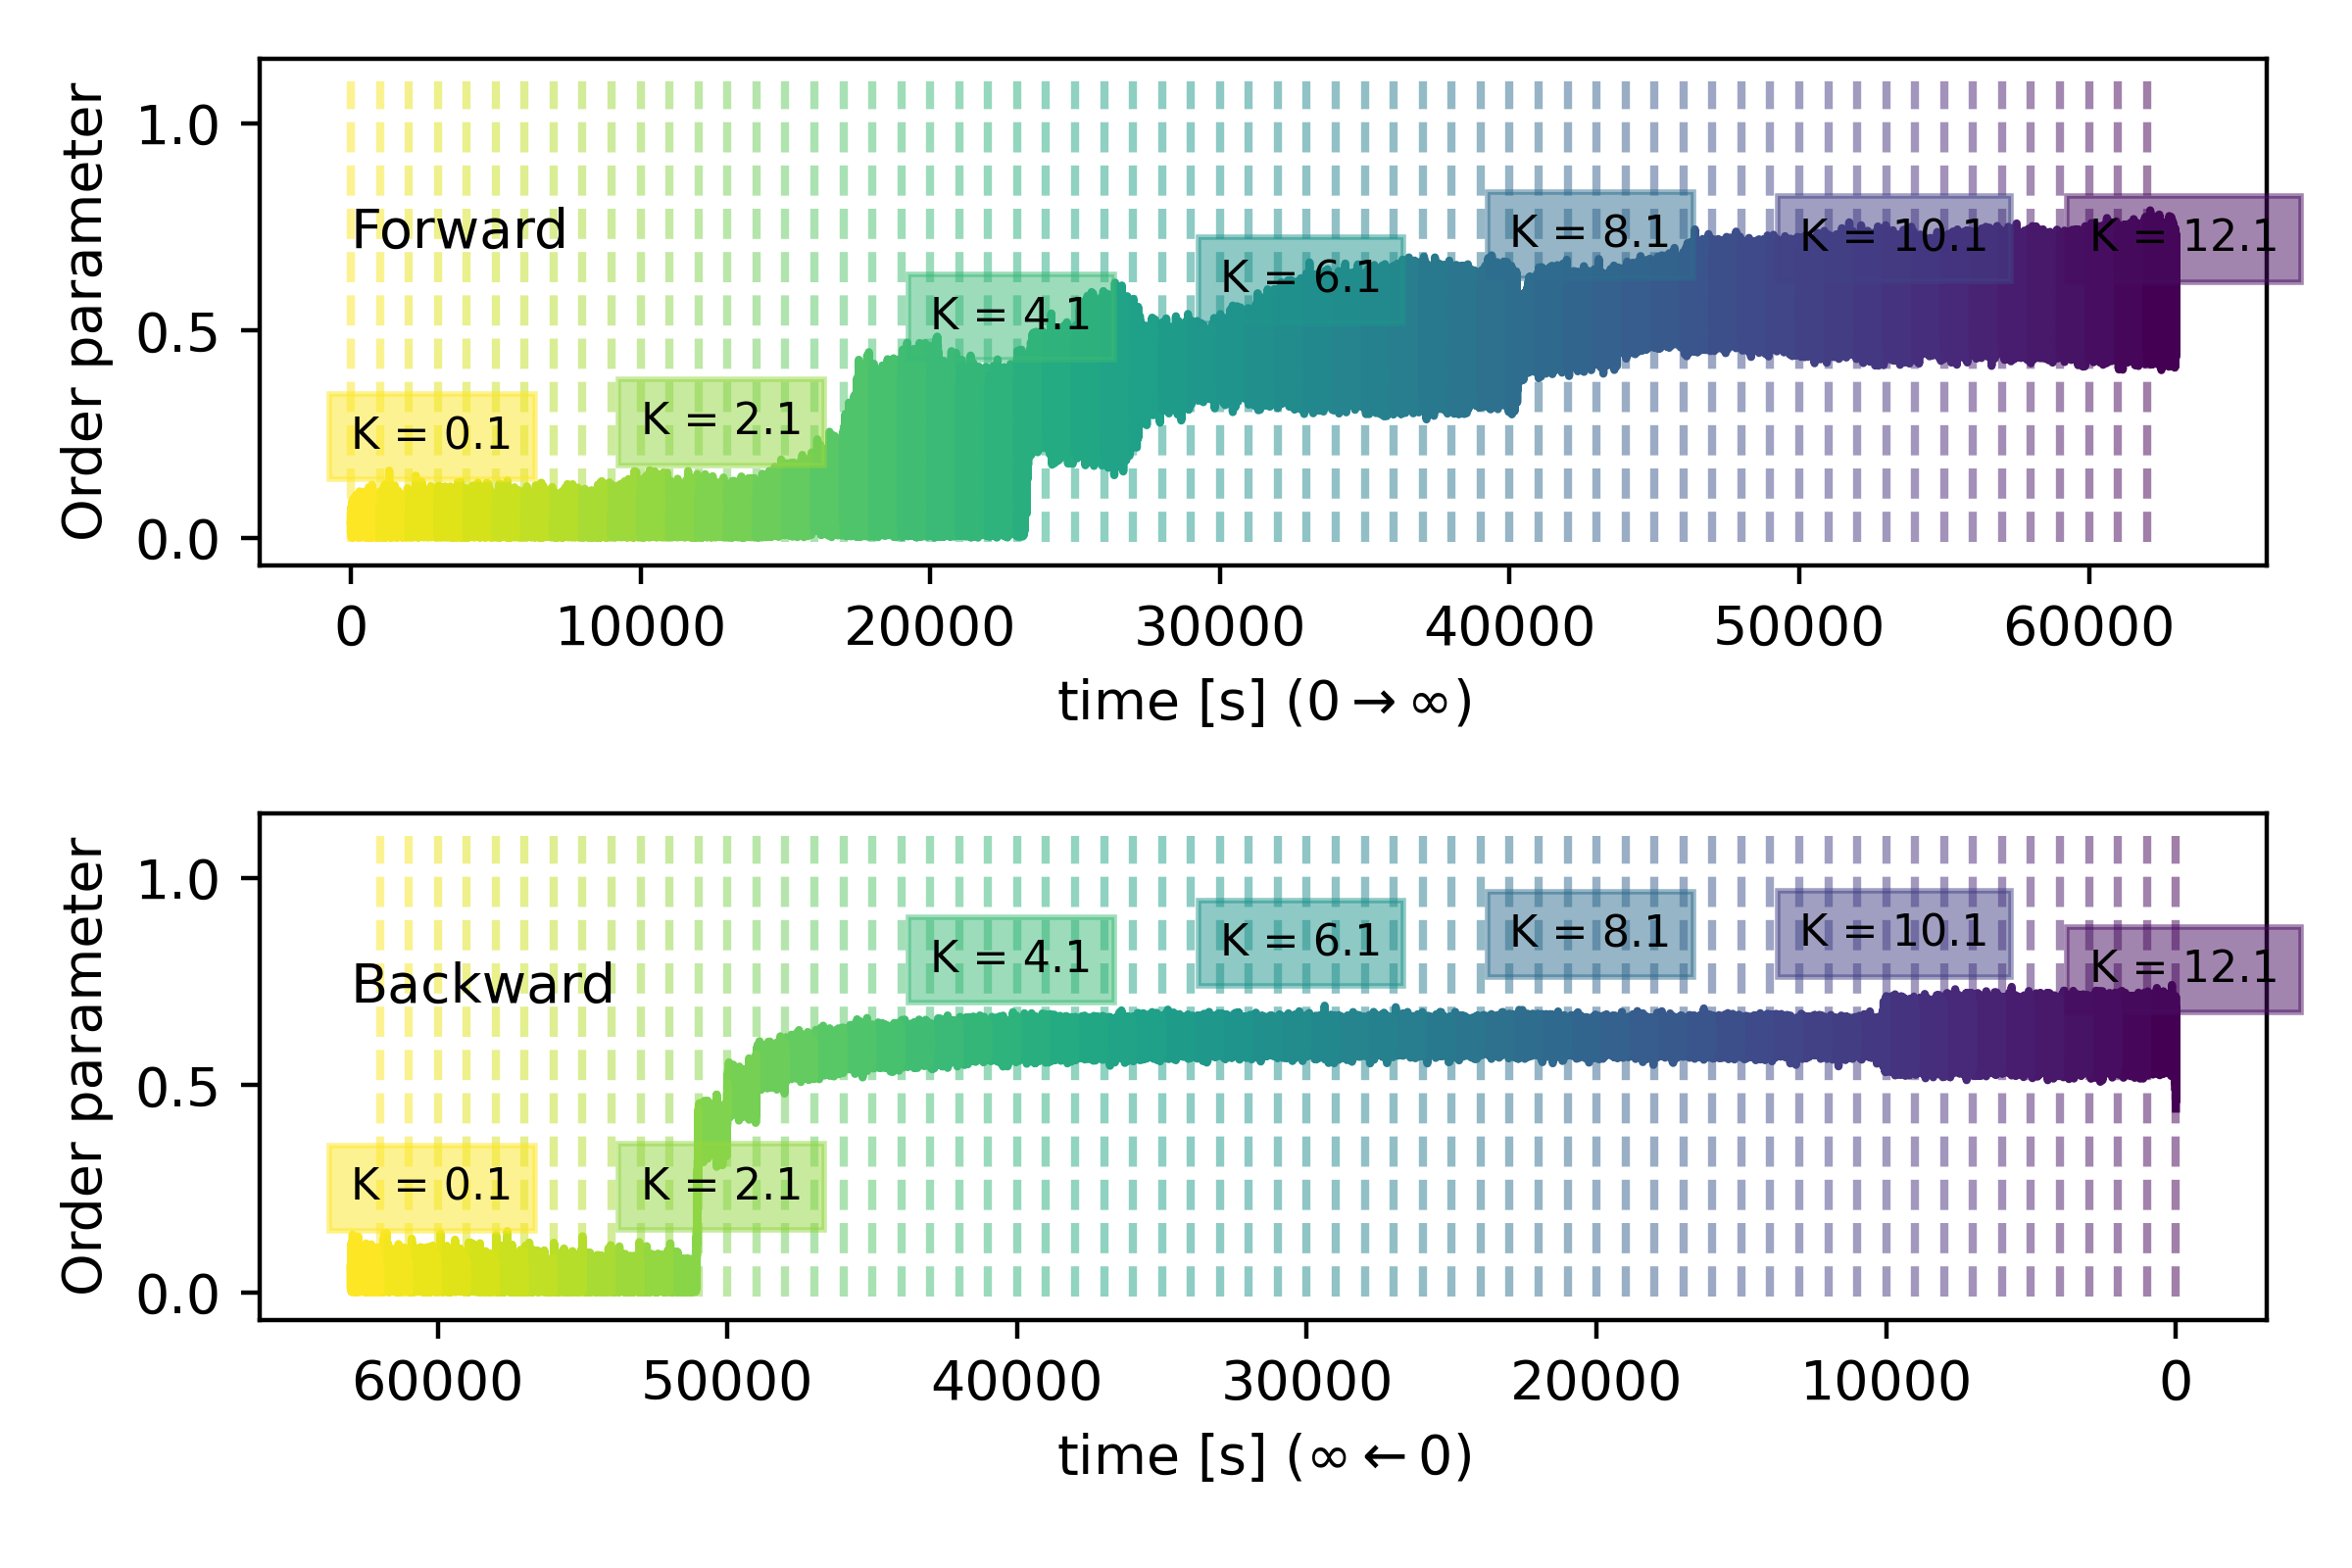 Order parameter
1.0
0.5
0.0
Forward
K = 0.1
K = 2.1
K = 4.1
K = 6.1
K = 8.1
K = 10.1
K = 12.1
0 10000 20000 30000 40000 50000 60000
time [s] (0 → ∞)
Order parameter
1.0
0.5
0.0
Backward
K = 0.1
K = 2.1
K = 4.1
K = 6.1
K = 8.1
K = 10.1
K = 12.1
60000 50000 40000 30000 20000 10000 0
time [s] (∞ ← 0)